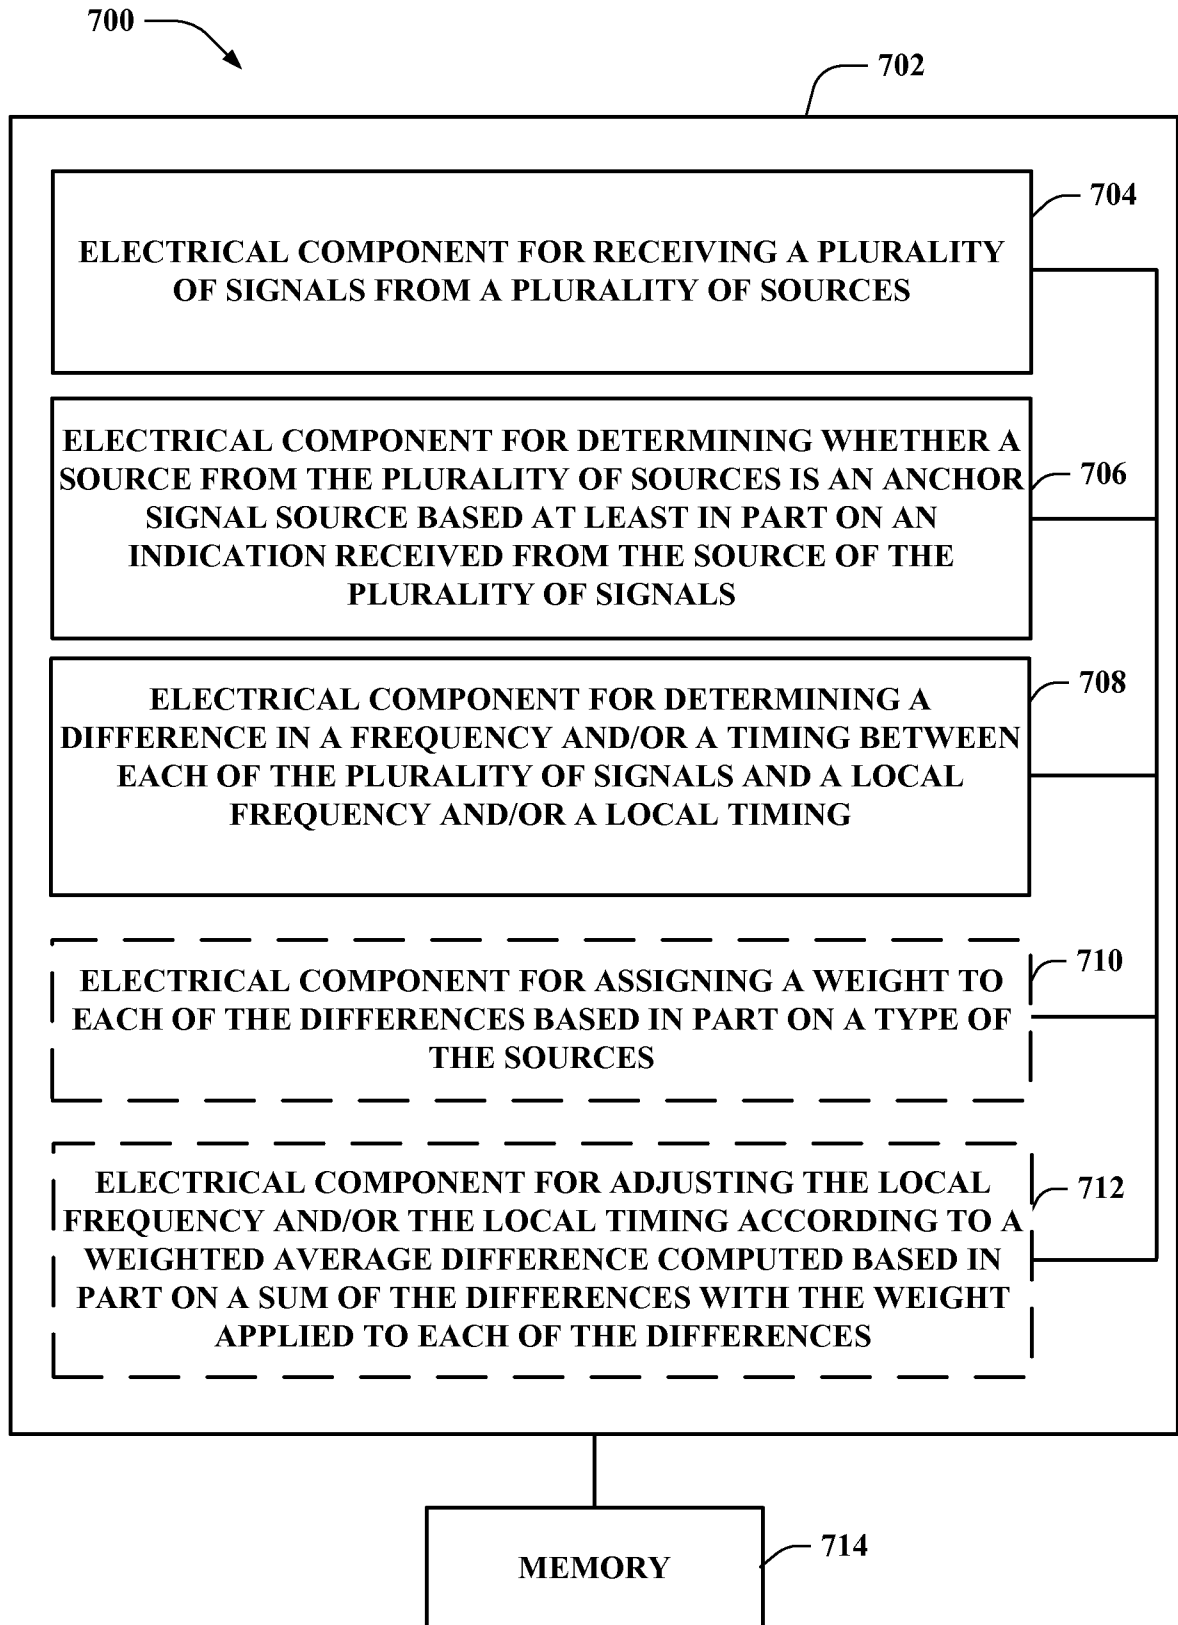 700
702
704
ELECTRICAL COMPONENT FOR RECEIVING A PLURALITY
OF SIGNALS FROM A PLURALITY OF SOURCES
706
ELECTRICAL COMPONENT FOR DETERMINING WHETHER A
SOURCE FROM THE PLURALITY OF SOURCES IS AN ANCHOR
SIGNAL SOURCE BASED AT LEAST IN PART ON AN
INDICATION RECEIVED FROM THE SOURCE OF THE
PLURALITY OF SIGNALS
708
ELECTRICAL COMPONENT FOR DETERMINING A
DIFFERENCE IN A FREQUENCY AND/OR A TIMING BETWEEN
EACH OF THE PLURALITY OF SIGNALS AND A LOCAL
FREQUENCY AND/OR A LOCAL TIMING
710
ELECTRICAL COMPONENT FOR ASSIGNING A WEIGHT TO
EACH OF THE DIFFERENCES BASED IN PART ON A TYPE OF
THE SOURCES
712
ELECTRICAL COMPONENT FOR ADJUSTING THE LOCAL
FREQUENCY AND/OR THE LOCAL TIMING ACCORDING TO A
WEIGHTED AVERAGE DIFFERENCE COMPUTED BASED IN
PART ON A SUM OF THE DIFFERENCES WITH THE WEIGHT
APPLIED TO EACH OF THE DIFFERENCES
714
MEMORY